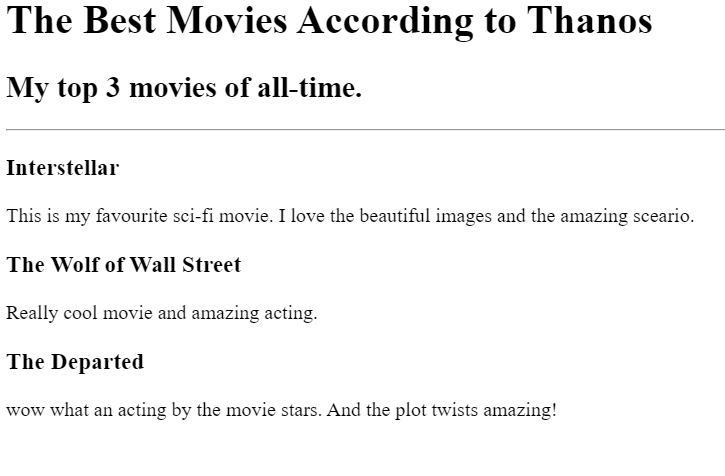 The Best Movies According to Thanos
My top 3 movies of all-time.
Interstellar
This is my favourite sci-fi movie. I love the beautiful images and the amazing sceario.
The Wolf of Wall Street
Really cool movie and amazing acting.
The Departed
wow what an acting by the movie stars. And the plot twists amazing!